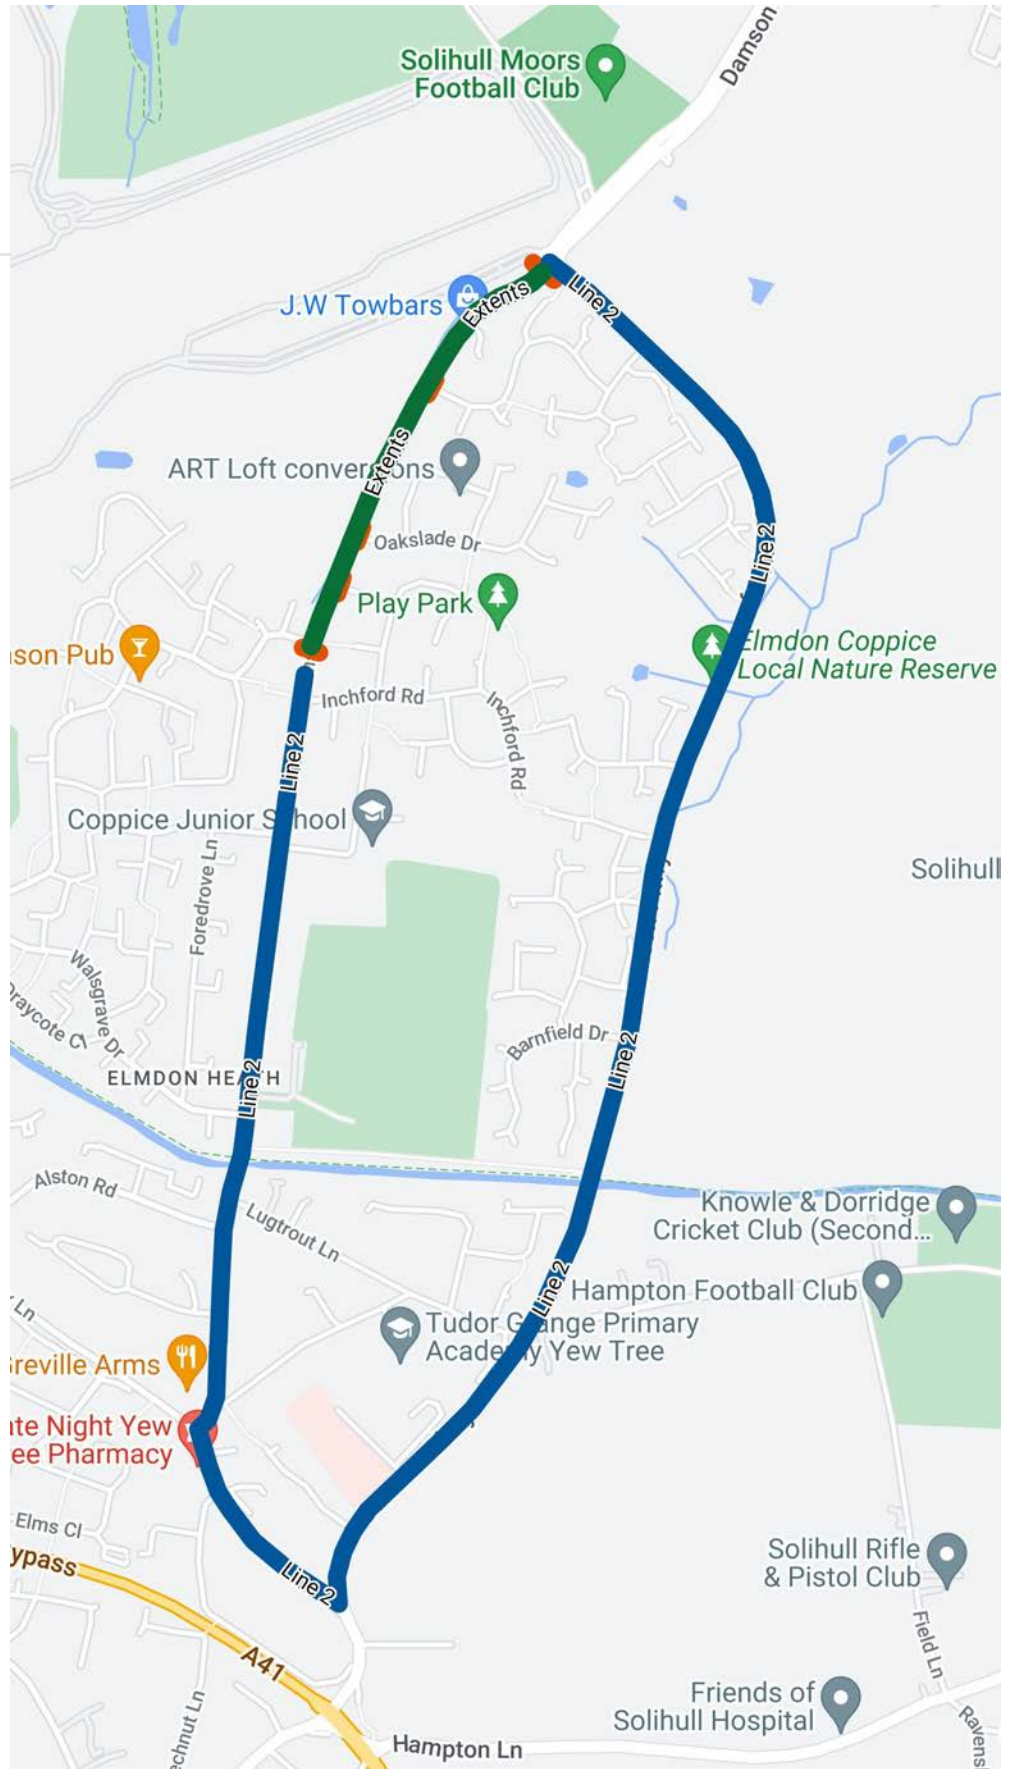 Solihull Moors
Football Club
Damson
Line 2
J.W Towbars
Extents
Extents
ART Loft conversions
Oakslade Dr
Line 2
Play Park
son Pub
Elmdon Coppice
Local Nature Reserve
Inchford Rd
Inchford Rd
Line 2
Coppice Junior School
Foredrove Ln
Solihull
Walsgrave Dr
Draycote C
Barnfield Dr
Line 2
ELMDON HEATH
Line 2
Alston Rd
Knowle & Dorridge
Cricket Club (Second...
Lugtrout Ln
Line 2
Hampton Football Club
Ln
Tudor Grange Primary
Academy Yew Tree
reville Arms
te Night Yew
ee Pharmacy
Elms Cl
ypass
Line 2
Solihull Rifle
& Pistol Club
Field Ln
A41
Friends of
Solihull Hospital
echnut Ln
Hampton Ln
Ravens